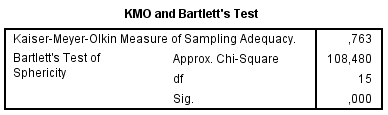 KMO and Bartlett's Test
Kaiser-Meyer-Olkin Measure of Sampling Adequacy. ,763
Bartlett's Test of Approx. Chi-Square 108,480
Sphericity df 15
Sig. ,000